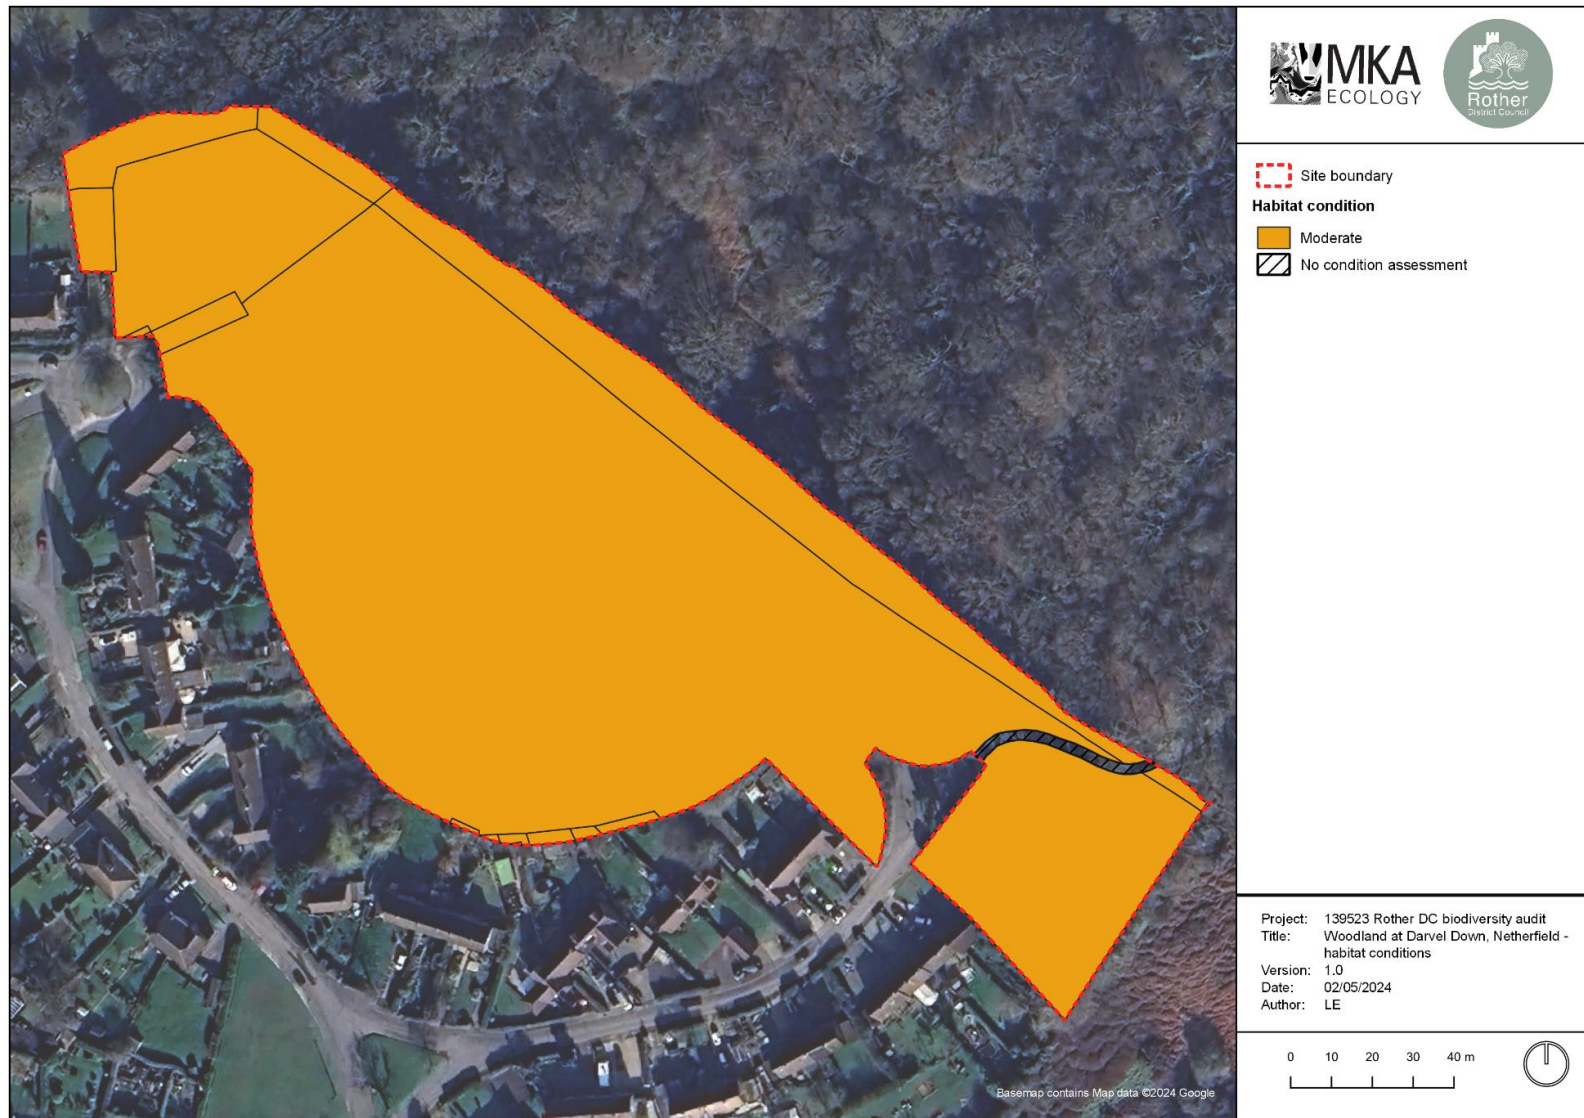 MKA
ECOLOGY
Rother
District Council
Site boundary
Habitat condition
Moderate
No condition assessment
Project: 139523 Rother DC biodiversity audit
Title: Woodland at Darvel Down, Netherfield -
habitat conditions
Version: 1.0
Date: 02/05/2024
Author: LE
0 10 20 30 40 m
Basemap contains Map data ©2024 Google